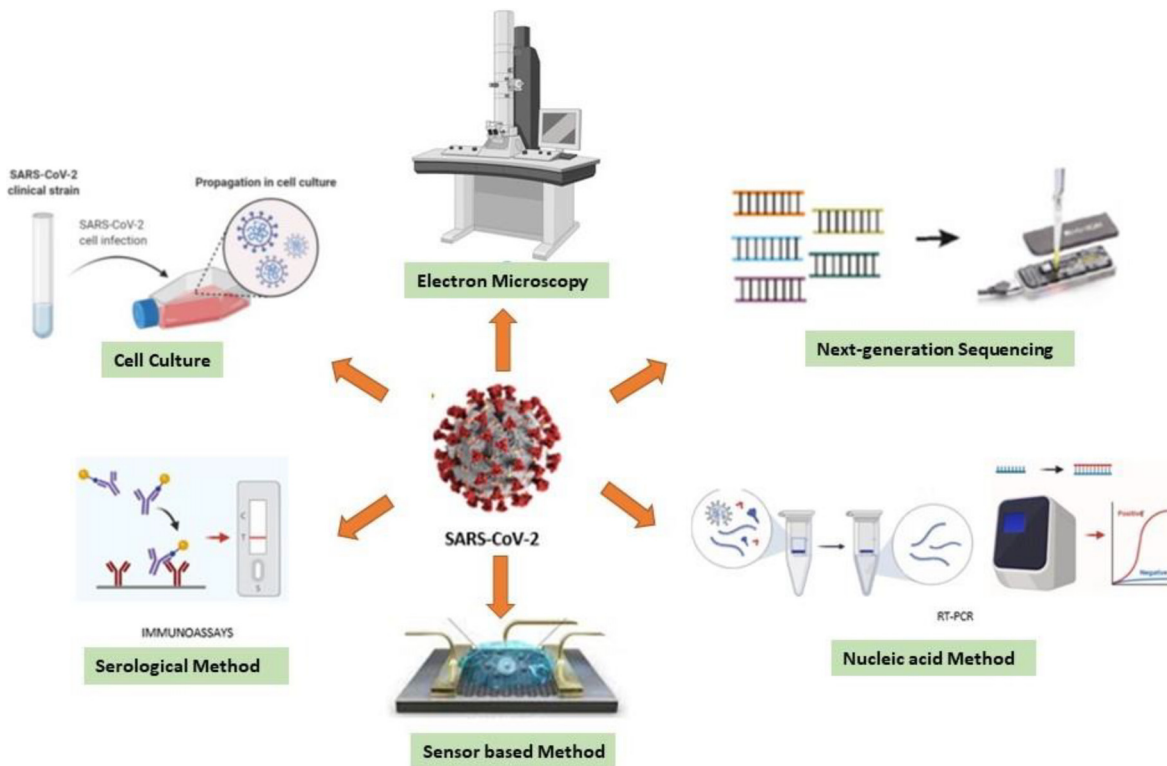 SARS-CoV-2
clinical strain
SARS-CoV-2
cell infection
Propagation in cell culture
Cell Culture
Electron Microscopy
Next-generation Sequencing
SARS-CoV-2
C
T
S
IMMUNOASSAYS
Serological Method
Sensor based Method
Positive
Negative
RT-PCR
Nucleic acid Method